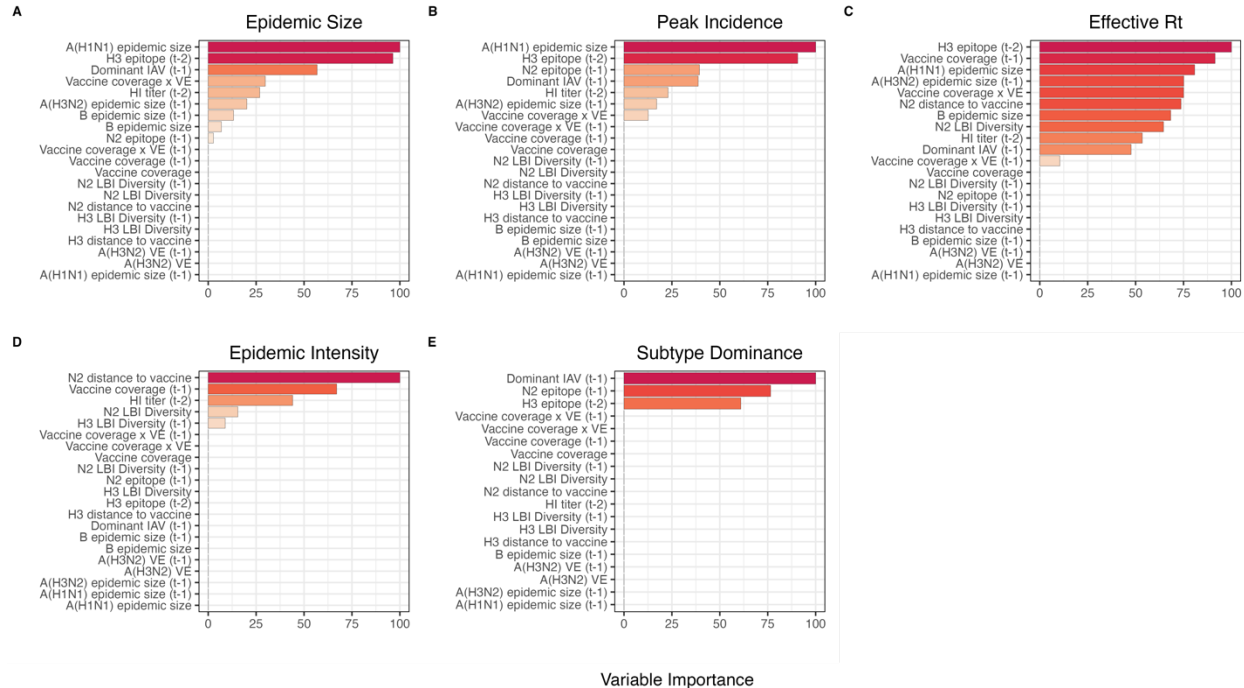 A
Epidemic Size
A(H1N1) epidemic size
H3 epitope (t-2)
Dominant IAV (t-1)
Vaccine coverage x VE
HI titer (t-2)
A(H3N2) epidemic size (t-1)
B epidemic size (t-1)
B epidemic size
N2 epitope (t-1)
Vaccine coverage x VE (t-1)
Vaccine coverage (t-1)
Vaccine coverage
N2 LBI Diversity (t-1)
N2 LBI Diversity
N2 distance to vaccine
H3 LBI Diversity (t-1)
H3 LBI Diversity
H3 distance to vaccine
A(H3N2) VE (t-1)
A(H3N2) VE
A(H1N1) epidemic size (t-1)
0 25 50 75 100
B
Peak Incidence
A(H1N1) epidemic size
H3 epitope (t-2)
N2 epitope (t-1)
Dominant IAV (t-1)
HI titer (t-2)
A(H3N2) epidemic size (t-1)
Vaccine coverage x VE
Vaccine coverage x VE (t-1)
Vaccine coverage (t-1)
Vaccine coverage
N2 LBI Diversity (t-1)
N2 LBI Diversity
N2 distance to vaccine
H3 LBI Diversity (t-1)
H3 LBI Diversity
H3 distance to vaccine
B epidemic size (t-1)
B epidemic size
A(H3N2) VE (t-1)
A(H3N2) VE
A(H1N1) epidemic size (t-1)
0 25 50 75 100
C
Effective Rt
H3 epitope (t-2)
Vaccine coverage (t-1)
A(H1N1) epidemic size
A(H3N2) epidemic size (t-1)
Vaccine coverage x VE
N2 distance to vaccine
B epidemic size
N2 LBI Diversity
HI titer (t-2)
Dominant IAV (t-1)
Vaccine coverage x VE (t-1)
Vaccine coverage
N2 LBI Diversity (t-1)
N2 epitope (t-1)
H3 LBI Diversity (t-1)
H3 LBI Diversity
H3 distance to vaccine
B epidemic size (t-1)
A(H3N2) VE (t-1)
A(H3N2) VE
A(H1N1) epidemic size (t-1)
0 25 50 75 100
D
Epidemic Intensity
N2 distance to vaccine
Vaccine coverage (t-1)
HI titer (t-2)
N2 LBI Diversity
H3 LBI Diversity (t-1)
Vaccine coverage x VE (t-1)
Vaccine coverage x VE
Vaccine coverage
N2 LBI Diversity (t-1)
N2 epitope (t-1)
H3 LBI Diversity
H3 epitope (t-2)
H3 distance to vaccine
Dominant IAV (t-1)
B epidemic size (t-1)
B epidemic size
A(H3N2) VE (t-1)
A(H3N2) VE
A(H3N2) epidemic size (t-1)
A(H1N1) epidemic size (t-1)
A(H1N1) epidemic size
0 25 50 75 100
E
Subtype Dominance
Dominant IAV (t-1)
N2 epitope (t-1)
H3 epitope (t-2)
Vaccine coverage x VE (t-1)
Vaccine coverage x VE
Vaccine coverage (t-1)
Vaccine coverage
N2 LBI Diversity (t-1)
N2 LBI Diversity
N2 distance to vaccine
HI titer (t-2)
H3 LBI Diversity (t-1)
H3 LBI Diversity
H3 distance to vaccine
B epidemic size (t-1)
A(H3N2) VE (t-1)
A(H3N2) VE
A(H3N2) epidemic size (t-1)
A(H1N1) epidemic size (t-1)
0 25 50 75 100
Variable Importance